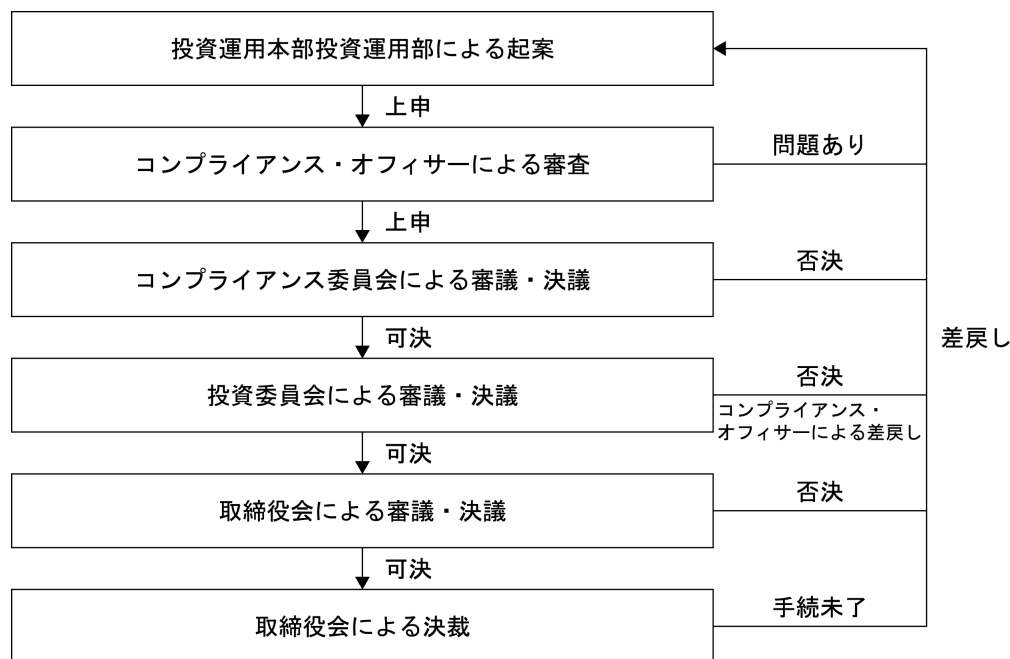 投資運用本部投資運用部による起案
上申
コンプライアンス・オフィサーによる審査
問題あり
上申
コンプライアンス委員会による審議・決議
否決
可決
差戻し
投資委員会による審議・決議
否決
コンプライアンス・
オフィサーによる差戻し
可決
取締役会による審議・決議
否決
可決
取締役会による決裁
手続未了